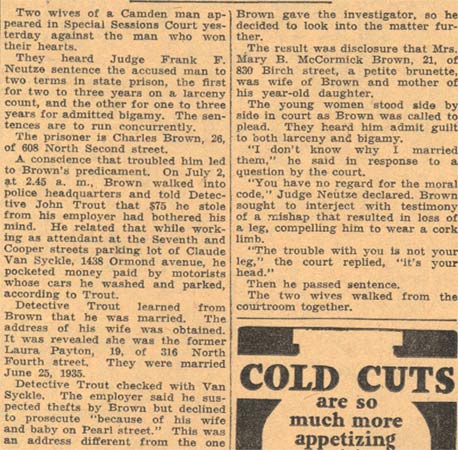 Two wives of a Camden man ap-
peared in Special Sessions Court yes-
terday against the man who won
their hearts.
They heard Judge Frank F.
Neutze sentence the accused man to
two terms in state prison, the first
for two to three years on a larceny
count, and the other for one to three
years for admitted bigamy. The sen-
tences are to run concurrently.
The prisoner is Charles Brown, 26,
of 608 North Second street.
A conscience that troubled him led
to Brown's predicament. On July 2,
at 2.45 a. m., Brown walked into
police headquarters and told Detec-
tive John Trout that $75 he stole
from his employer had bothered his
mind. He related that while work-
ing as attendant at the Seventh and
Cooper streets parking lot of Claude
Van Syckle, 1438 Ormond avenue, he
pocketed money paid by motorists
whose cars he washed and parked,
according to Trout.
Detective Trout learned from
Brown that he was married. The
address of his wife was obtained.
It was revealed she was the former
Laura Payton, 19, of 316 North
Fourth street. They were married
June 25, 1935.
Detective Trout checked with Van
Syckle. The employer said he sus-
pected thefts by Brown but declined
to prosecute "because of his wife
and baby on Pearl street." This was
an address different from the one
Brown gave the investigator, so he
decided to look into the matter fur-
ther.
The result was disclosure that Mrs.
Mary B. McCormick Brown, 21, of
830 Birch street, a petite brunette,
was wife of Brown and mother of
his year-old daughter.
The young women stood side by
side in court as Brown was called to
plead. They heard him admit guilt
to both larceny and bigamy.
"I don't know why I married
them," he said in response to a
question by the court.
"You have no regard for the moral
code," Judge Neutze declared. Brown
sought to interject with testimony
of a mishap that resulted in loss of
a leg, compelling him to wear a cork
limb.
"The trouble with you is not your
leg," the court replied, "it's your
head."
Then he passed sentence.
The two wives walked from the
courtroom together.
COLD CUTS
are so
much more
appetizing